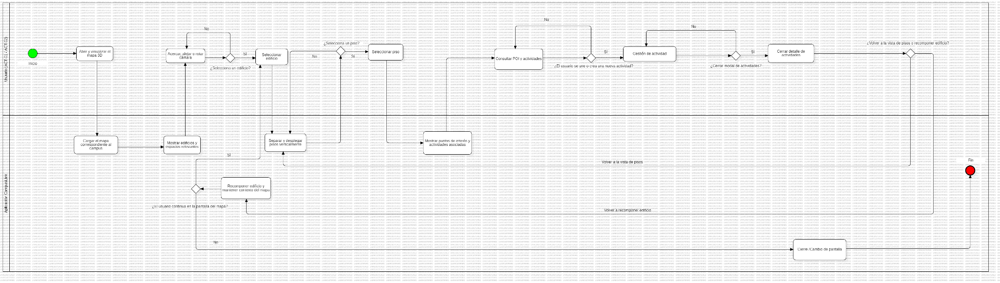 Usuario (ACT-01 / ACT-02)
Inicio
Abrir y visualizar el
mapa 3D
No
Acercar, alejar o rotar
cámara
Sí
¿Selecciona un edificio?
Seleccionar
edificio
¿Selecciona un piso?
No
Sí
Seleccionar piso
No
Consultar POI y actividades
Sí
¿El usuario se une o crea una nueva actividad?
Gestión de actividad
No
Sí
¿Cerrar modal de actividades?
Cerrar detalle de
actividades
¿Volver a la vista de pisos o recomponer edificio?
Aplicación CampusLink
Cargar el mapa
correspondiente al
campus
Mostrar edificios y
espacios relevantes
Separar y desplegar
pisos verticalmente
Mostrar puntos de interés y
actividades asociadas
Sí
Volver a la vista de pisos
Fin
Recomponer edificio y
mantener contexto del mapa
¿El usuario continua en la pantalla del mapa?
Volver a recomponer edificio
No
Cierre /Cambio de pantalla